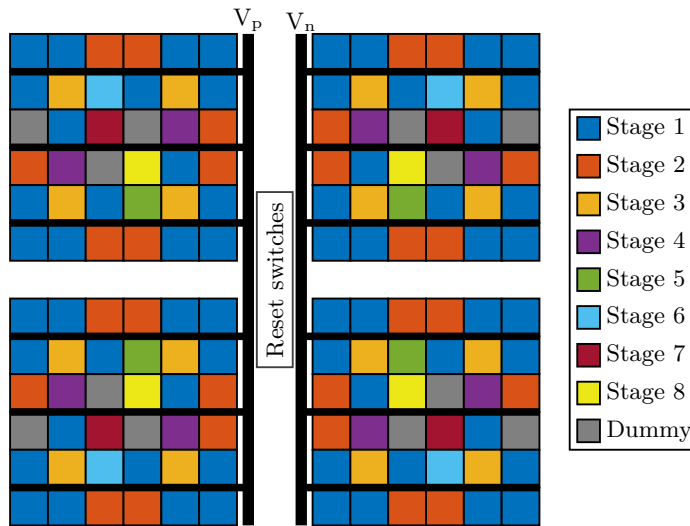 V_p V_n
Reset switches
Stage 1
Stage 2
Stage 3
Stage 4
Stage 5
Stage 6
Stage 7
Stage 8
Dummy